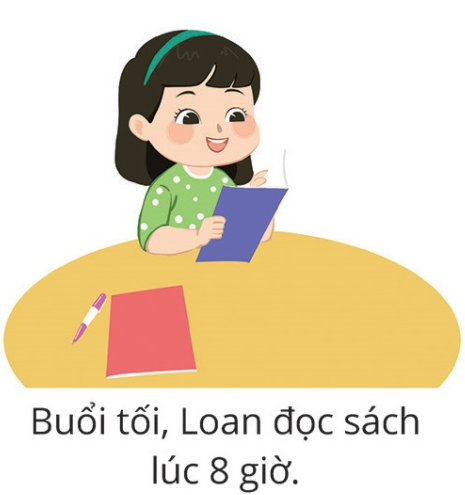 Buổi tối, Loan đọc sách
lúc 8 giờ.